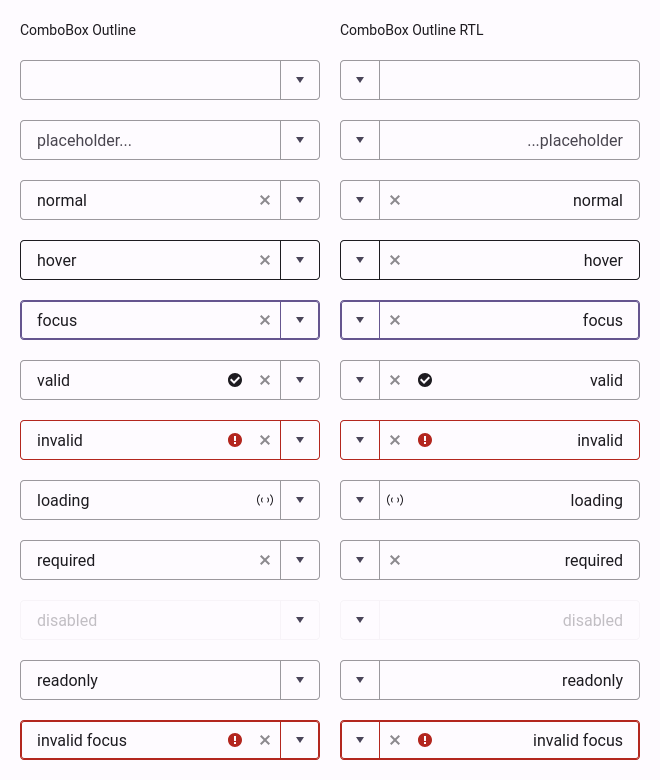 ComboBox Outline
ComboBox Outline RTL
placeholder...
...placeholder
normal
normal
hover
hover
focus
focus
valid
valid
invalid
invalid
loading
loading
required
required
disabled
disabled
readonly
readonly
invalid focus
invalid focus